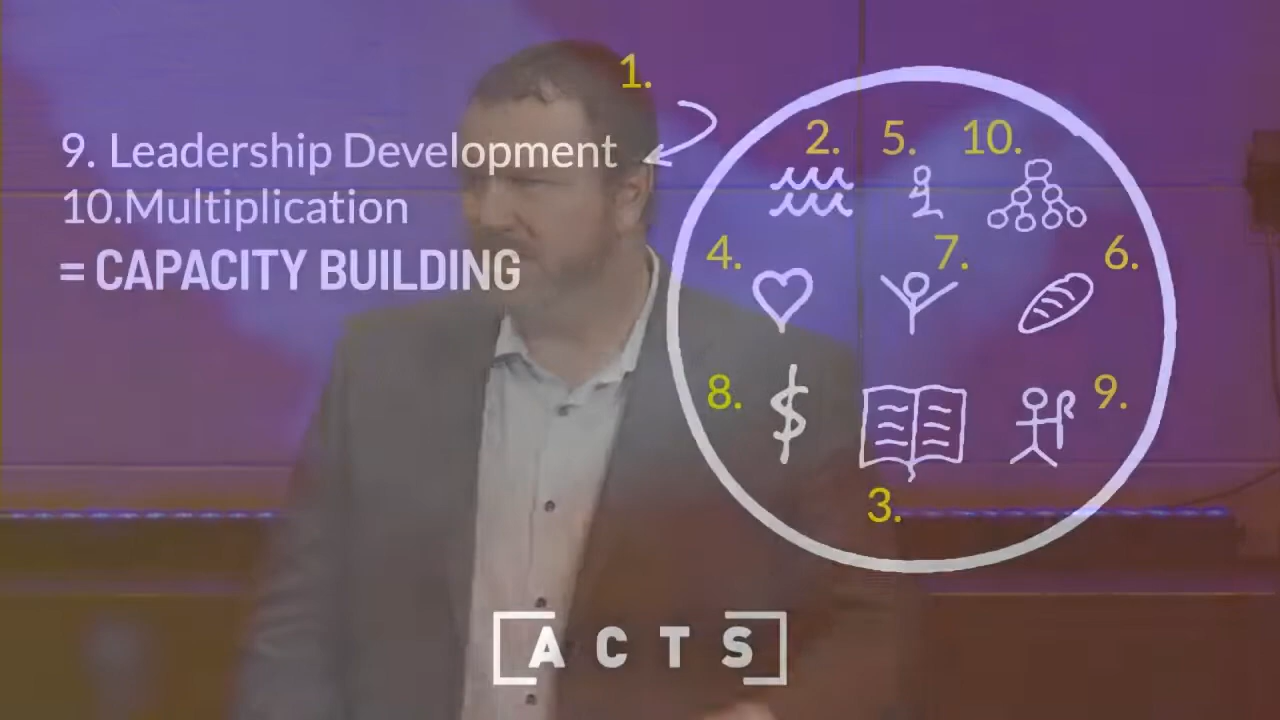 1.
9. Leadership Development
10.Multiplication
= CAPACITY BUILDING
2. 5. 10.
4. 7. 6.
8. $ 9.
3.
ACTS